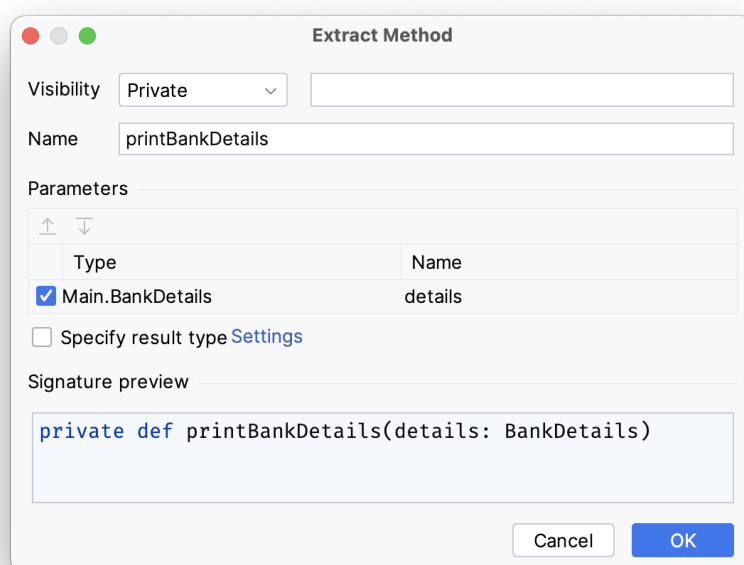 Extract Method
Visibility Private
Name printBankDetails
Parameters
Type Name
Main.BankDetails details
Specify result type Settings
Signature preview
private def printBankDetails(details: BankDetails)
Cancel OK